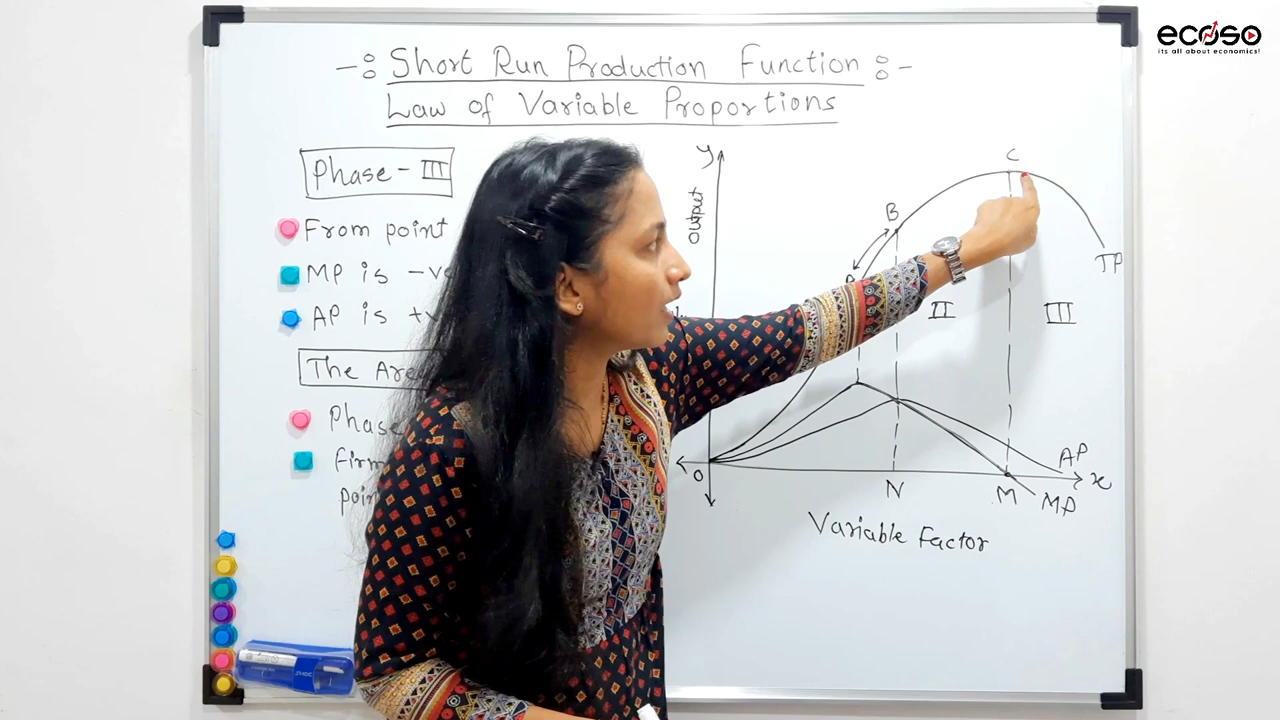 ecoso
its all about economics!
-: Short Run Production Function :-
Law of Variable Proportions
Phase - III
From point
MP is -v
AP is +v
The Are
Phase
firm
poin
y
Output
C
B
TP
II
III
AP
x
O
N
M
MP
Variable Factor